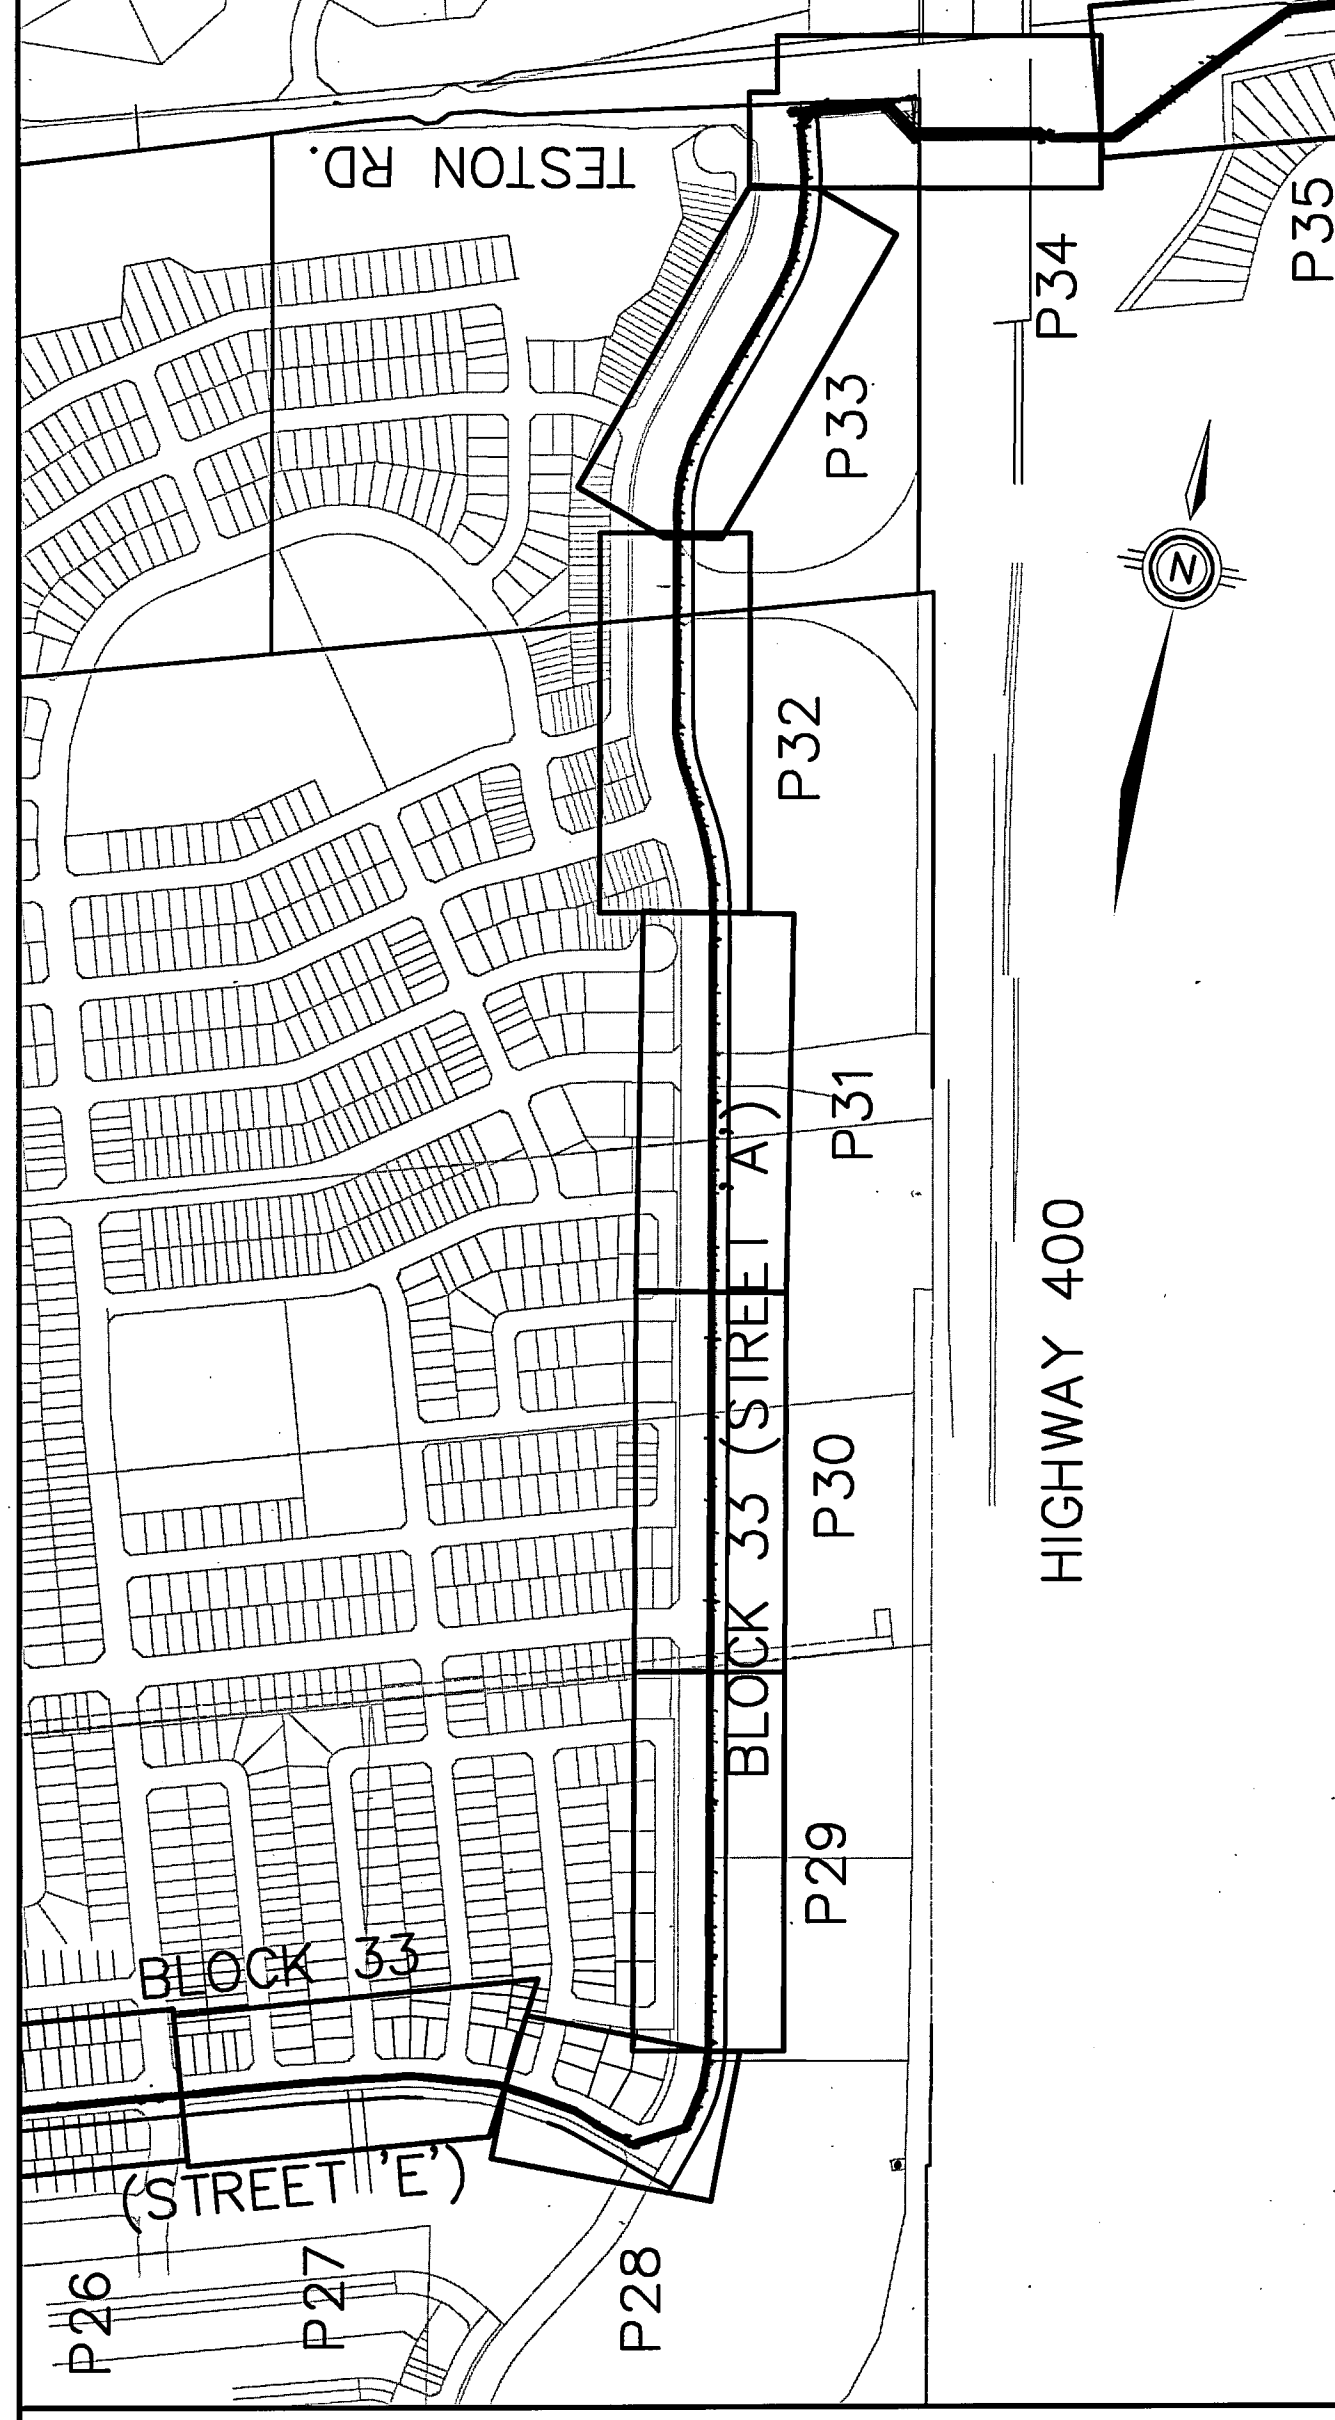 TESTON RD.
P35
P34
P33
P32
P31
BLOCK 33 (STREET 'A')
HIGHWAY 400
P30
P29
BLOCK 33
(STREET 'E')
P28
P27
P26
N